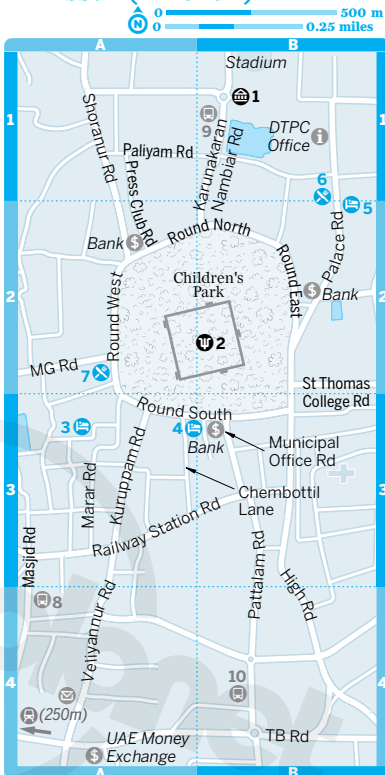 0 500 m
N 0 0.25 miles
A B
Stadium
1
1 1
9
DTPC
Office
Shoranur Rd
Paliyam Rd
Press Club Rd
Karunakaran
Nambiar Rd
6
5
Palace Rd
Round North
Bank
Round East
Children's
Park
2 2
Bank
Round West
2
MG Rd
7
St Thomas
College Rd
Round South
3
4
Bank
Municipal
Office Rd
3 3
Chembottil
Lane
Marar Rd
Kuruppam Rd
Railway Station Rd
Masjid Rd
8
Pattalam Rd
High Rd
Veliyannur Rd
10
4 4
(250m)
TB Rd
UAE Money
Exchange
A B